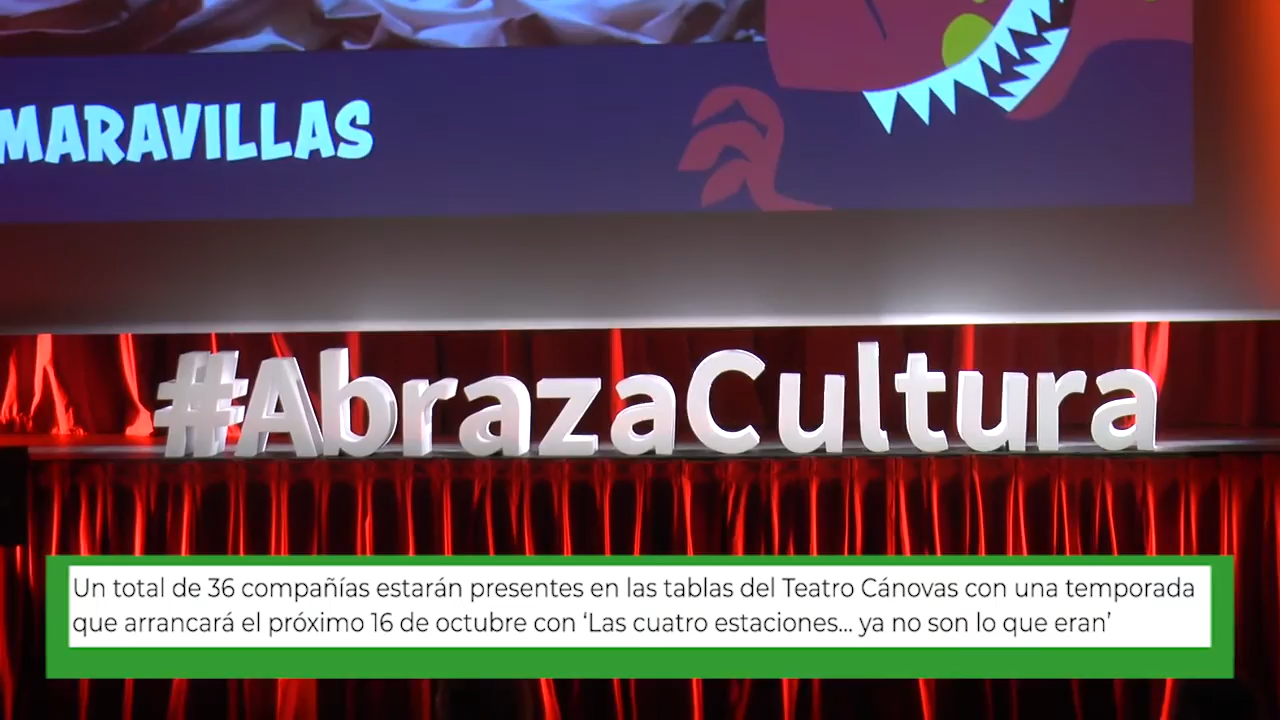 MARAVILLAS
#AbrazaCultura
Un total de 36 compañías estarán presentes en las tablas del Teatro Cánovas con una temporada
que arrancará el próximo 16 de octubre con ‘Las cuatro estaciones... ya no son lo que eran’